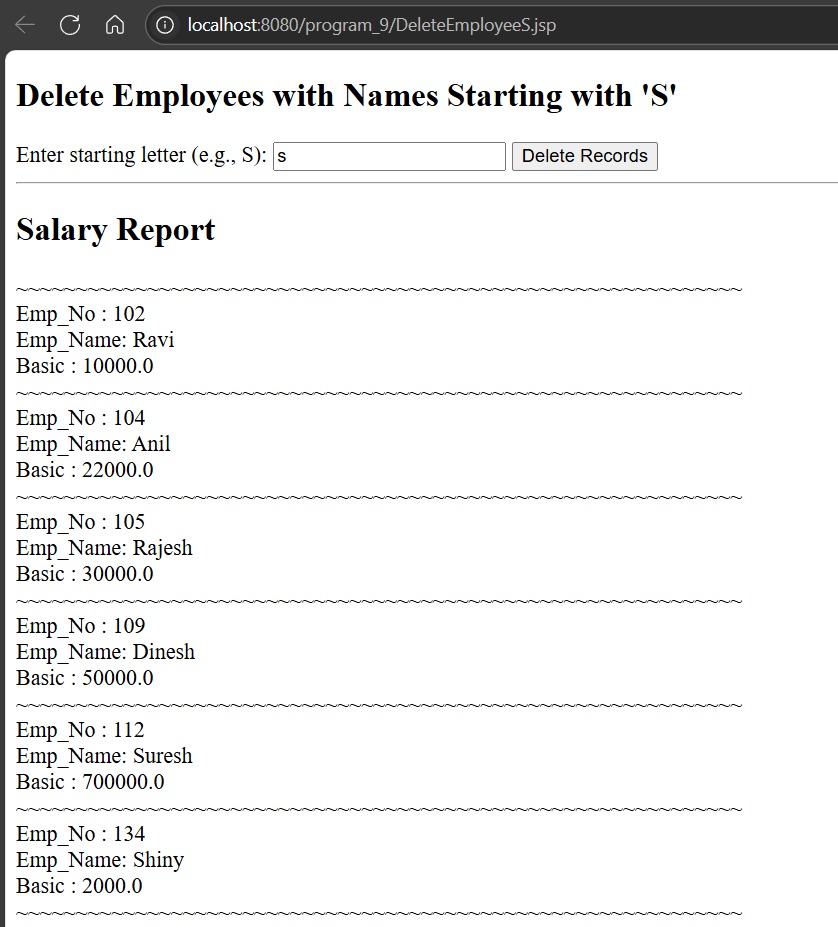 localhost:8080/program_9/DeleteEmployeeS.jsp
Delete Employees with Names Starting with 'S'
Enter starting letter (e.g., S): s Delete Records
Salary Report
~~~~~~~~~~~~~~~~~~~~~~~~~~~~~~~~~~~~~~~~~~~~~~~~~~~~~~~~~~~~~
Emp_No : 102
Emp_Name: Ravi
Basic : 10000.0
~~~~~~~~~~~~~~~~~~~~~~~~~~~~~~~~~~~~~~~~~~~~~~~~~~~~~~~~~~~~~
Emp_No : 104
Emp_Name: Anil
Basic : 22000.0
~~~~~~~~~~~~~~~~~~~~~~~~~~~~~~~~~~~~~~~~~~~~~~~~~~~~~~~~~~~~~
Emp_No : 105
Emp_Name: Rajesh
Basic : 30000.0
~~~~~~~~~~~~~~~~~~~~~~~~~~~~~~~~~~~~~~~~~~~~~~~~~~~~~~~~~~~~~
Emp_No : 109
Emp_Name: Dinesh
Basic : 50000.0
~~~~~~~~~~~~~~~~~~~~~~~~~~~~~~~~~~~~~~~~~~~~~~~~~~~~~~~~~~~~~
Emp_No : 112
Emp_Name: Suresh
Basic : 700000.0
~~~~~~~~~~~~~~~~~~~~~~~~~~~~~~~~~~~~~~~~~~~~~~~~~~~~~~~~~~~~~
Emp_No : 134
Emp_Name: Shiny
Basic : 2000.0
~~~~~~~~~~~~~~~~~~~~~~~~~~~~~~~~~~~~~~~~~~~~~~~~~~~~~~~~~~~~~